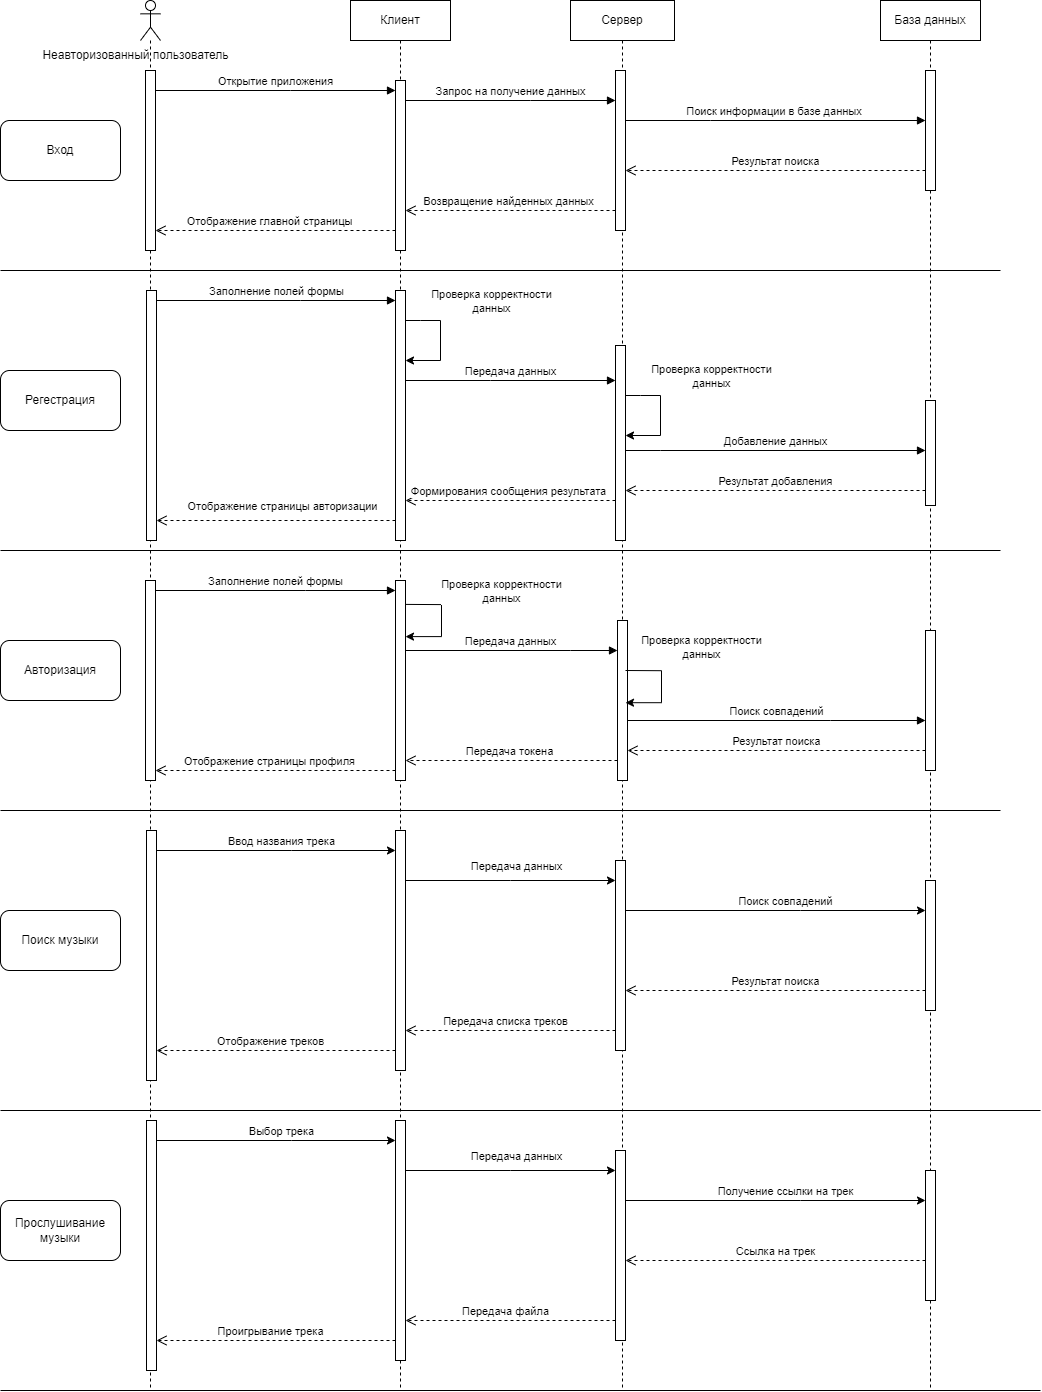 Клиент
Сервер
База данных
Неавторизованный пользователь
Открытие приложения
Запрос на получение данных
Поиск информации в базе данных
Вход
Результат поиска
Возвращение найденных данных
Отображение главной страницы
Заполнение полей формы
Проверка корректности
данных
Передача данных
Проверка корректности
данных
Регестрация
Добавление данных
Результат добавления
Формирования сообщения результата
Отображение страницы авторизации
Заполнение полей формы
Проверка корректности
данных
Передача данных
Проверка корректности
данных
Авторизация
Поиск совпадений
Результат поиска
Передача токена
Отображение страницы профиля
Ввод названия трека
Передача данных
Поиск совпадений
Поиск музыки
Результат поиска
Передача списка треков
Отображение треков
Выбор трека
Передача данных
Получение ссылки на трек
Прослушивание
музыки
Ссылка на трек
Передача файла
Проигрывание трека